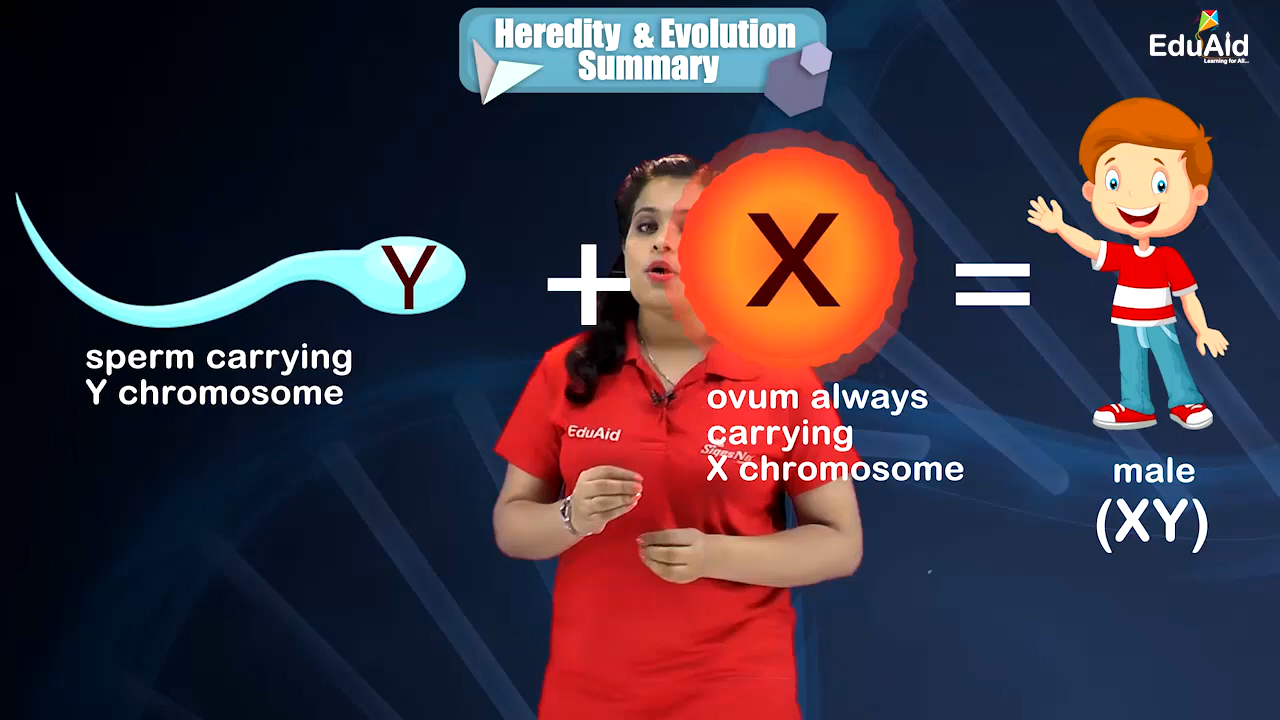 Heredity & Evolution
Summary
EduAid
Learning for All...
Y
sperm carrying
Y chromosome
+
X
ovum always
carrying
X chromosome
=
male
(XY)
EduAid